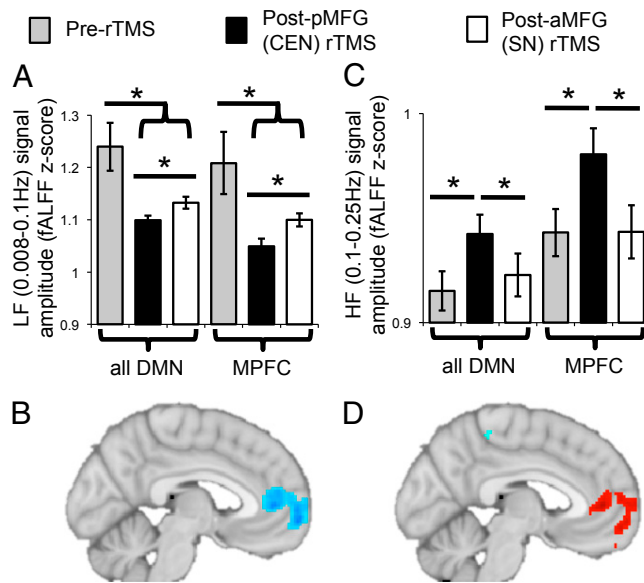 Pre-rTMS
Post-pMFG
(CEN) rTMS
Post-aMFG
(SN) rTMS
A
LF (0.008-0.1Hz) signal
amplitude (fALFF z-score)
1.3
1.2
1.1
1
0.9
*
*
*
*
all DMN
MPFC
C
HF (0.1-0.25Hz) signal
amplitude (fALFF z-score)
1
0.9
*
*
*
*
all DMN
MPFC
B
D